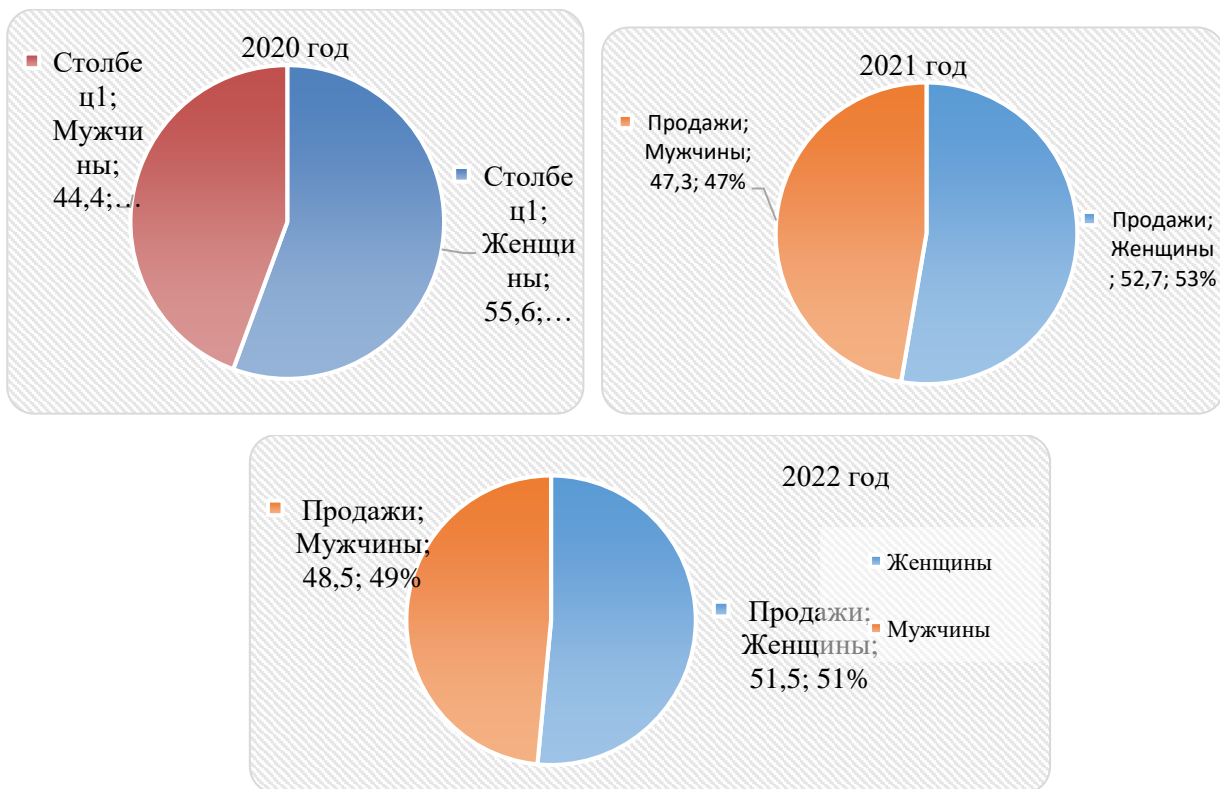 2020 год
Столбе
ц1;
Мужчи
ны;
44,4;…
Столбе
ц1;
Женщи
ны;
55,6;…
2021 год
Продажи;
Мужчины;
47,3; 47%
Продажи;
Женщины
; 52,7; 53%
2022 год
Продажи;
Мужчины;
48,5; 49%
Женщины
Продажи;
Женщины;
51,5; 51%
Мужчины